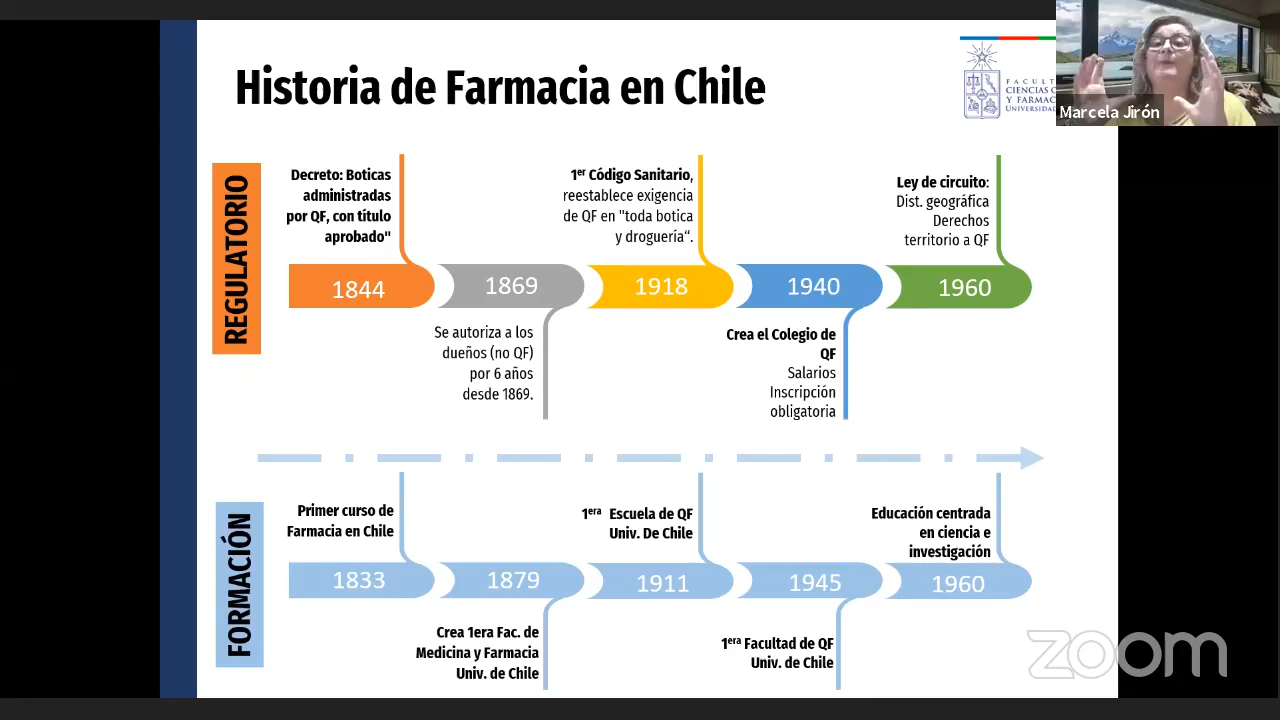 Historia de Farmacia en Chile
FACULT
CIENCIAS
Y FARMAC
UNIVERSIDAD
Marcela Jirón
REGULATORIO
Decreto: Boticas
administradas
por QF, con título
aprobado"
1er Código Sanitario,
reestablece exigencia
de QF en "toda botica
y droguería“.
Ley de circuito:
Dist. geográfica
Derechos
territorio a QF
1844
1869
1918
1940
1960
Se autoriza a los
dueños (no QF)
por 6 años
desde 1869.
Crea el Colegio de
QF
Salarios
Inscripción
obligatoria
FORMACIÓN
Primer curso de
Farmacia en Chile
1era Escuela de QF
Univ. De Chile
Educación centrada
en ciencia e
investigación
1833
1879
1911
1945
1960
Crea 1era Fac. de
Medicina y Farmacia
Univ. de Chile
1era Facultad de QF
Univ. de Chile
zoom